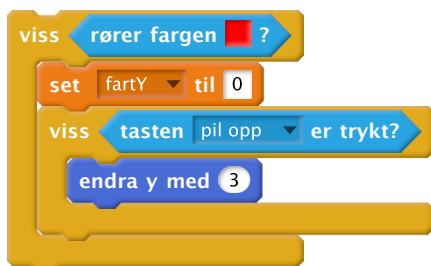 viss rører fargen ?
set fartY til 0
viss tasten pil opp er trykt?
endra y med 3